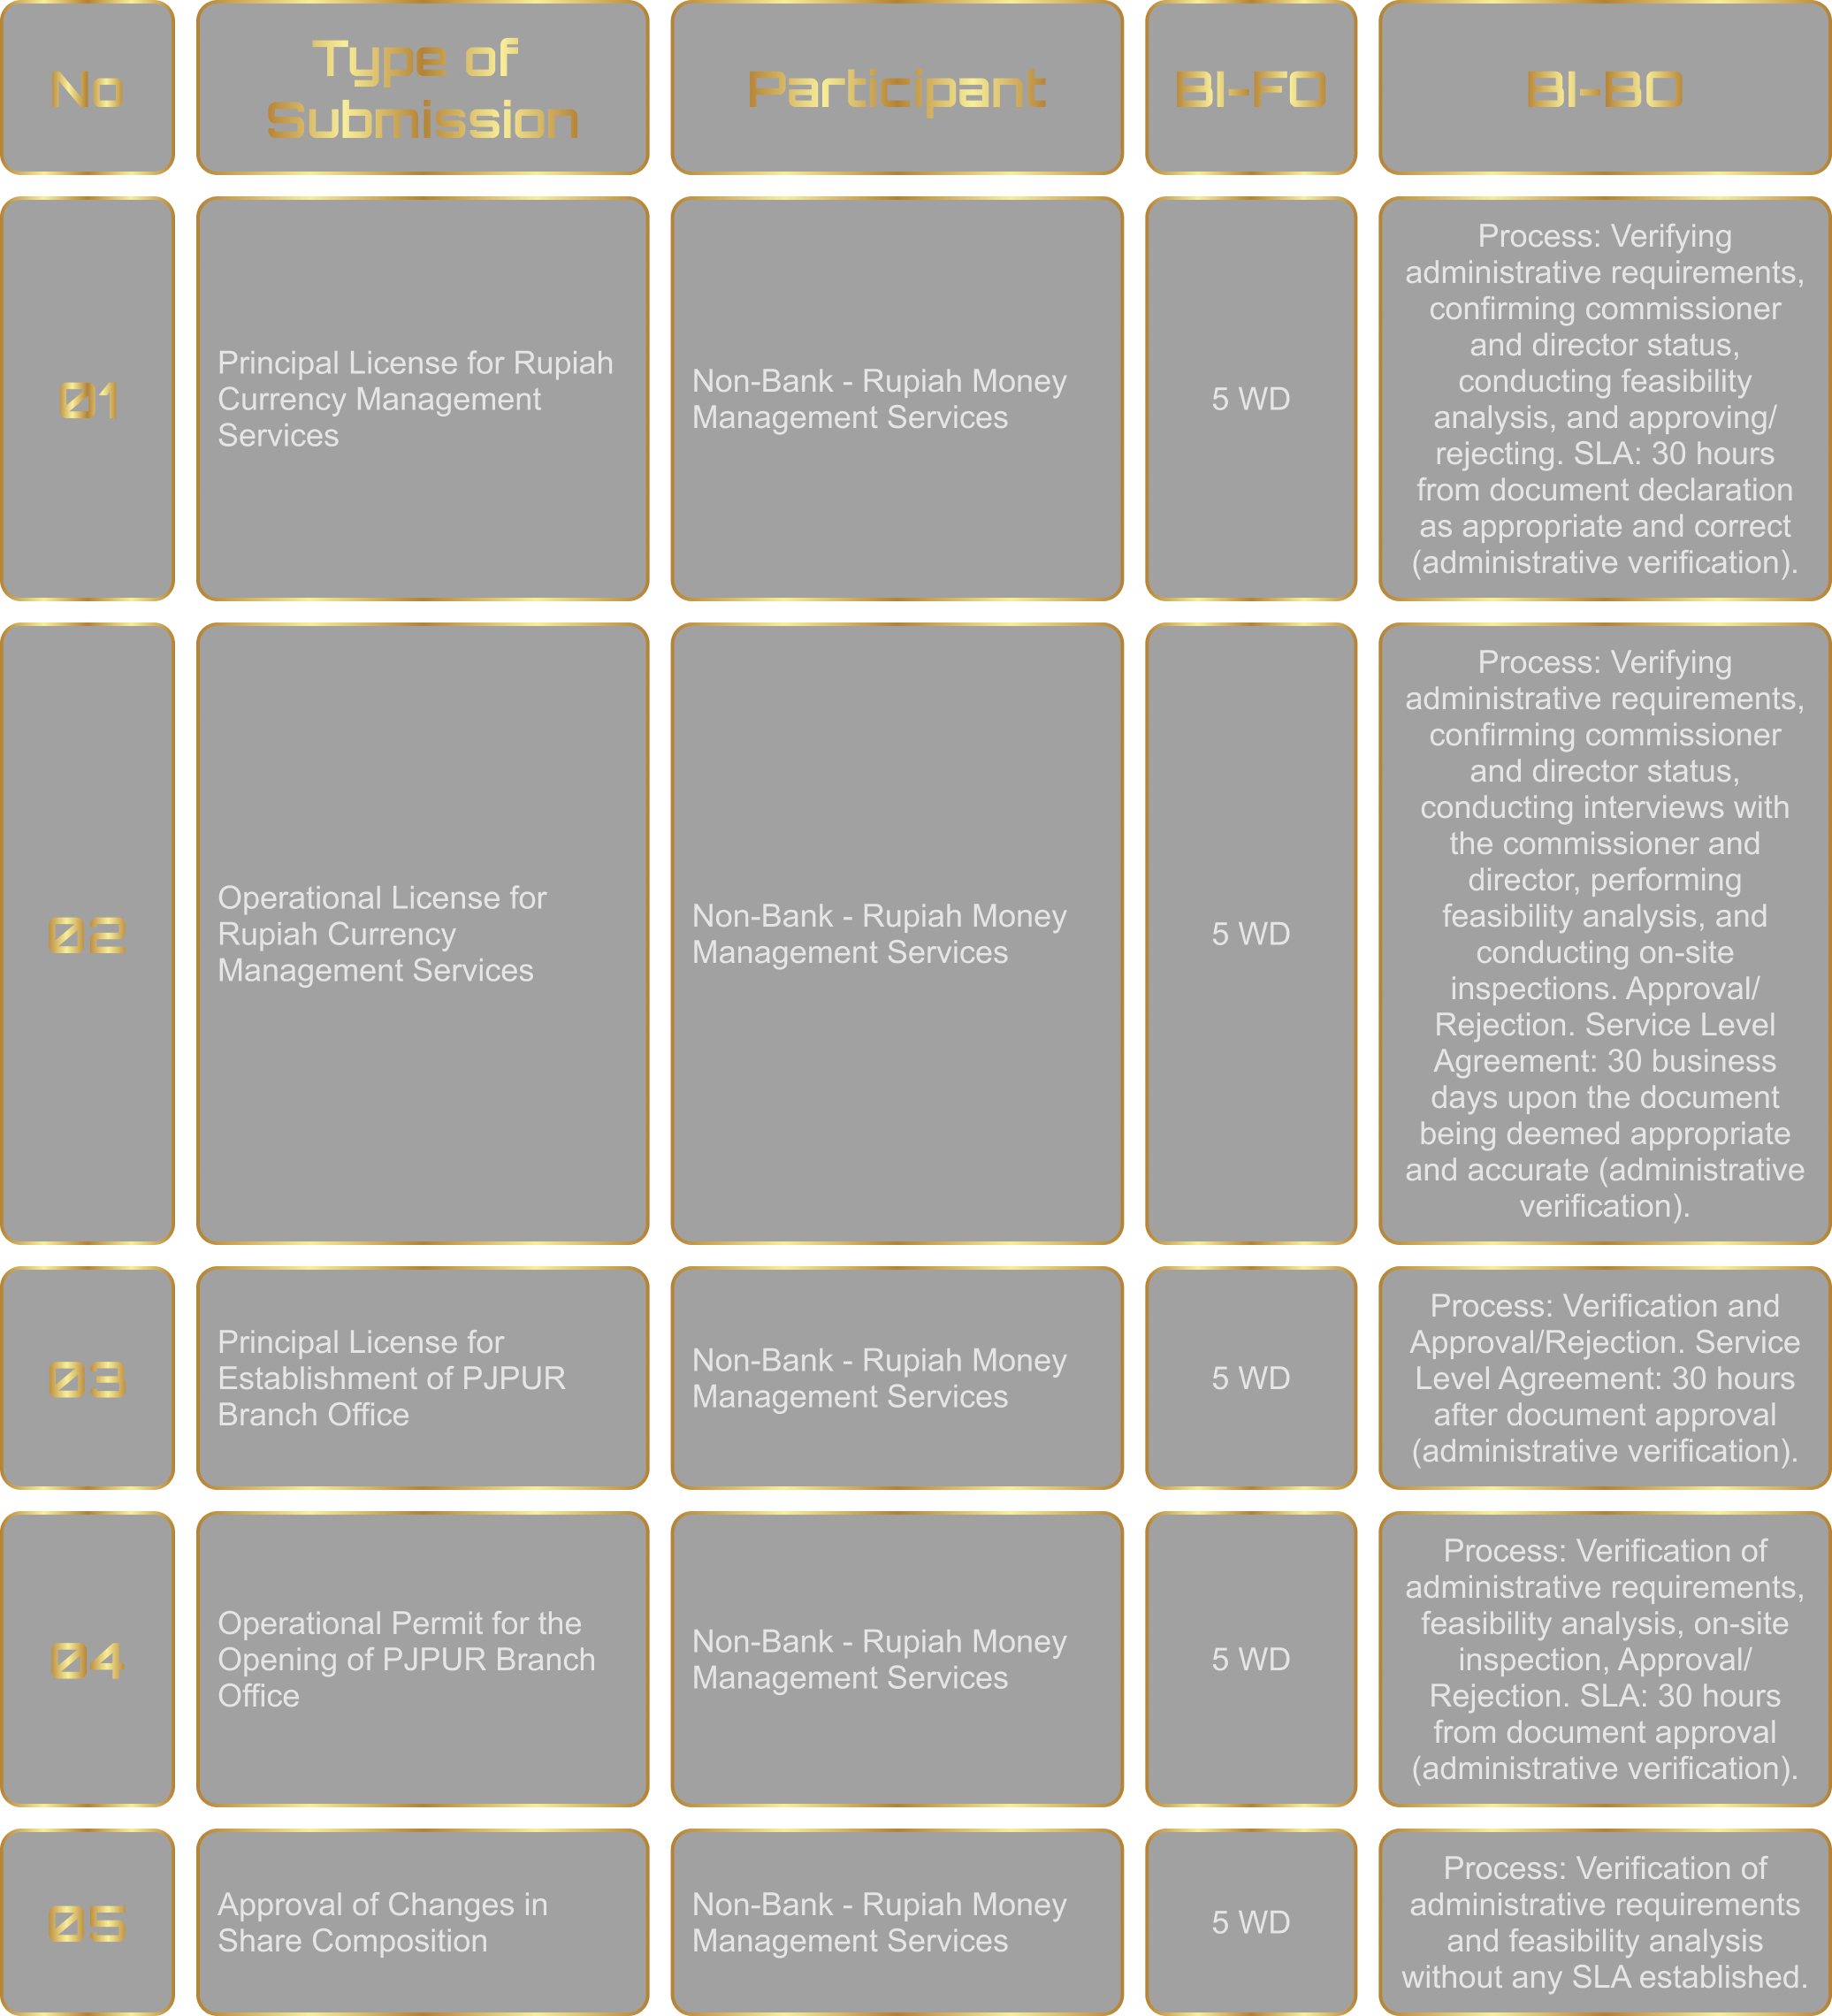 No
Type of
Submission
Participant
BI-FO
BI-BO
01
Principal License for Rupiah
Currency Management
Services
Non-Bank - Rupiah Money
Management Services
5 WD
Process: Verifying
administrative requirements,
confirming commissioner
and director status,
conducting feasibility
analysis, and approving/
rejecting. SLA: 30 hours
from document declaration
as appropriate and correct
(administrative verification).
02
Operational License for
Rupiah Currency
Management Services
Non-Bank - Rupiah Money
Management Services
5 WD
Process: Verifying
administrative requirements,
confirming commissioner
and director status,
conducting interviews with
the commissioner and
director, performing
feasibility analysis, and
conducting on-site
inspections. Approval/
Rejection. Service Level
Agreement: 30 business
days upon the document
being deemed appropriate
and accurate (administrative
verification).
03
Principal License for
Establishment of PJPUR
Branch Office
Non-Bank - Rupiah Money
Management Services
5 WD
Process: Verification and
Approval/Rejection. Service
Level Agreement: 30 hours
after document approval
(administrative verification).
04
Operational Permit for the
Opening of PJPUR Branch
Office
Non-Bank - Rupiah Money
Management Services
5 WD
Process: Verification of
administrative requirements,
feasibility analysis, on-site
inspection, Approval/
Rejection. SLA: 30 hours
from document approval
(administrative verification).
05
Approval of Changes in
Share Composition
Non-Bank - Rupiah Money
Management Services
5 WD
Process: Verification of
administrative requirements
and feasibility analysis
without any SLA established.